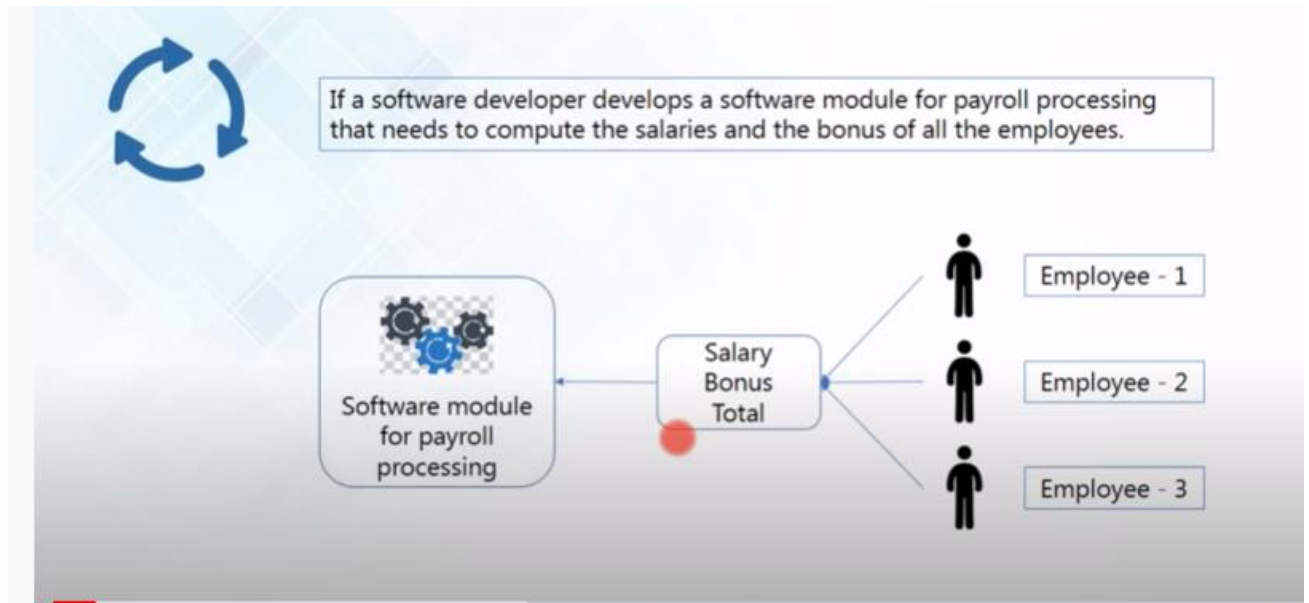 If a software developer develops a software module for payroll processing
that needs to compute the salaries and the bonus of all the employees.
Software module
for payroll
processing
Salary
Bonus
Total
Employee - 1
Employee - 2
Employee - 3